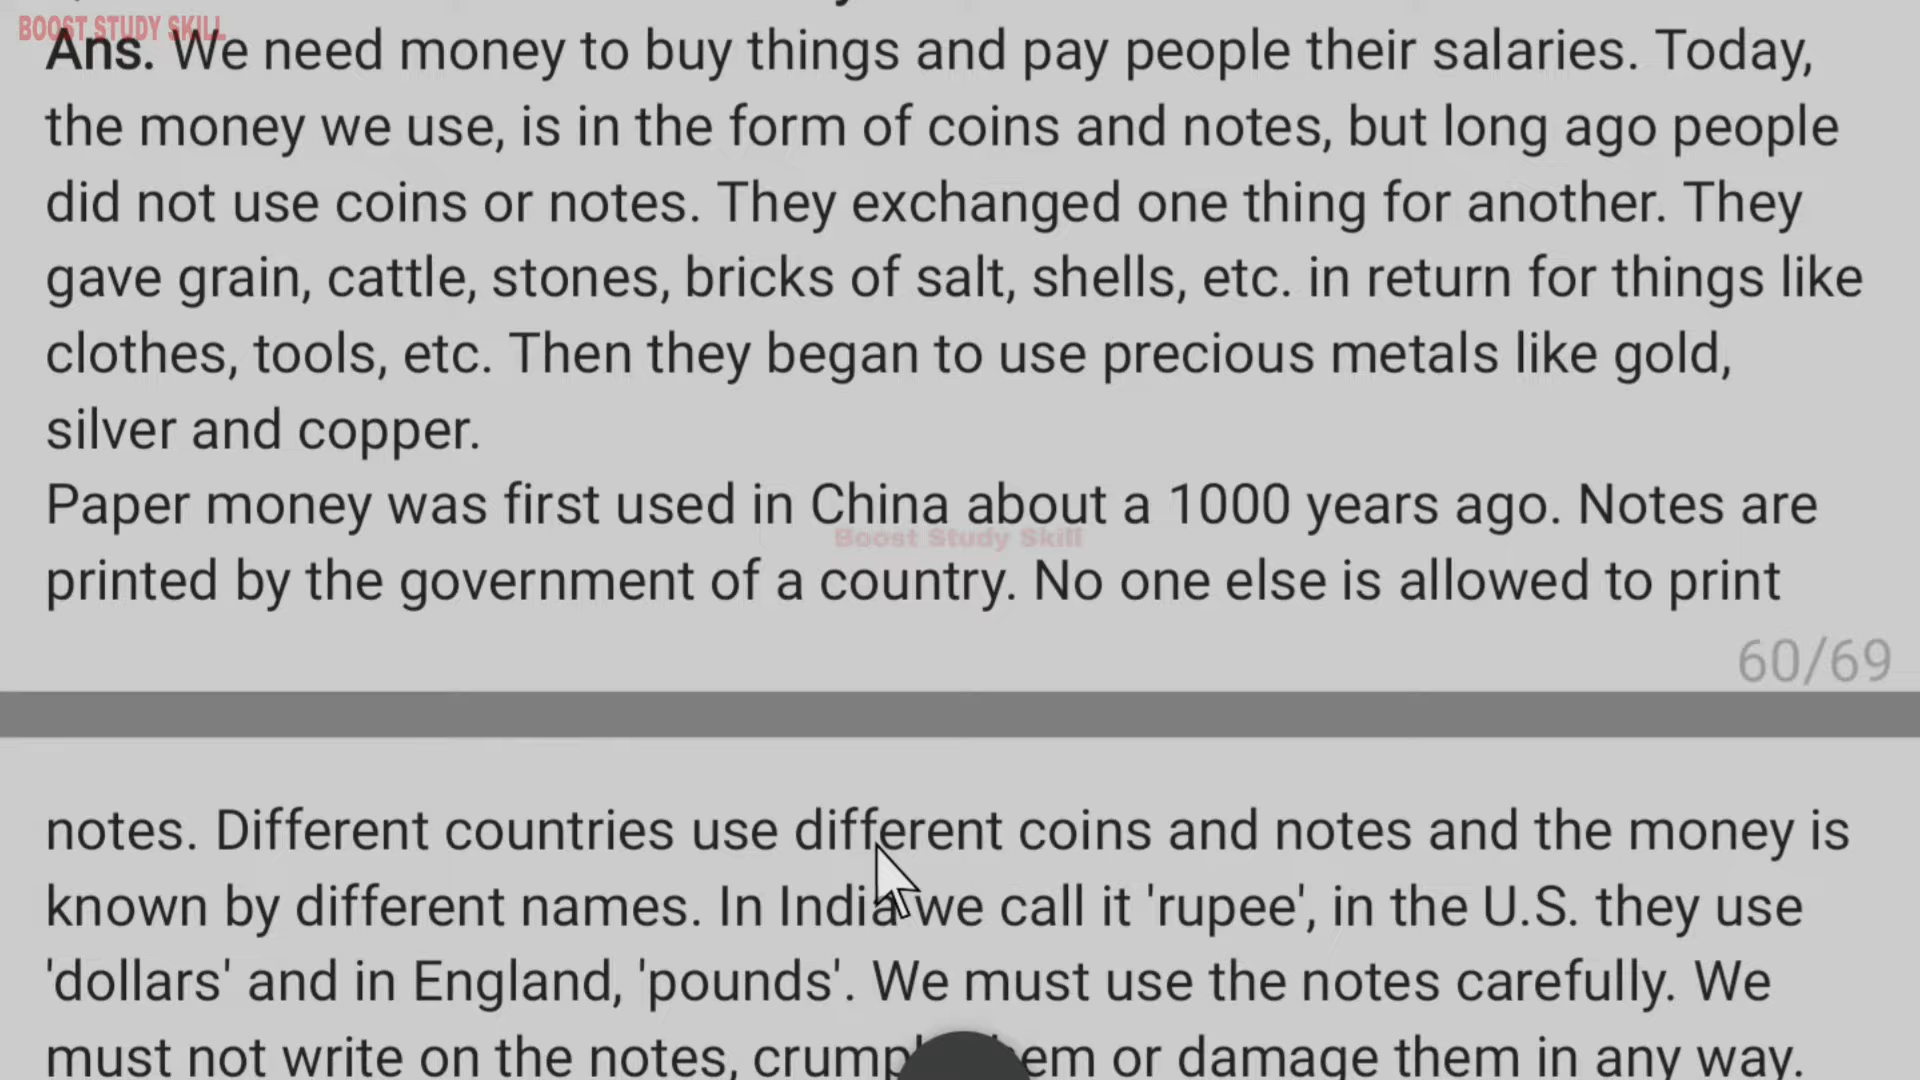 BOOST STUDY SKILL
Ans. We need money to buy things and pay people their salaries. Today,
the money we use, is in the form of coins and notes, but long ago people
did not use coins or notes. They exchanged one thing for another. They
gave grain, cattle, stones, bricks of salt, shells, etc. in return for things like
clothes, tools, etc. Then they began to use precious metals like gold,
silver and copper.
Paper money was first used in China about a 1000 years ago. Notes are
Boost Study Skill
printed by the government of a country. No one else is allowed to print
60/69
notes. Different countries use different coins and notes and the money is
known by different names. In India we call it 'rupee', in the U.S. they use
'dollars' and in England, 'pounds'. We must use the notes carefully. We
must not write on the notes, or damage them in any way.